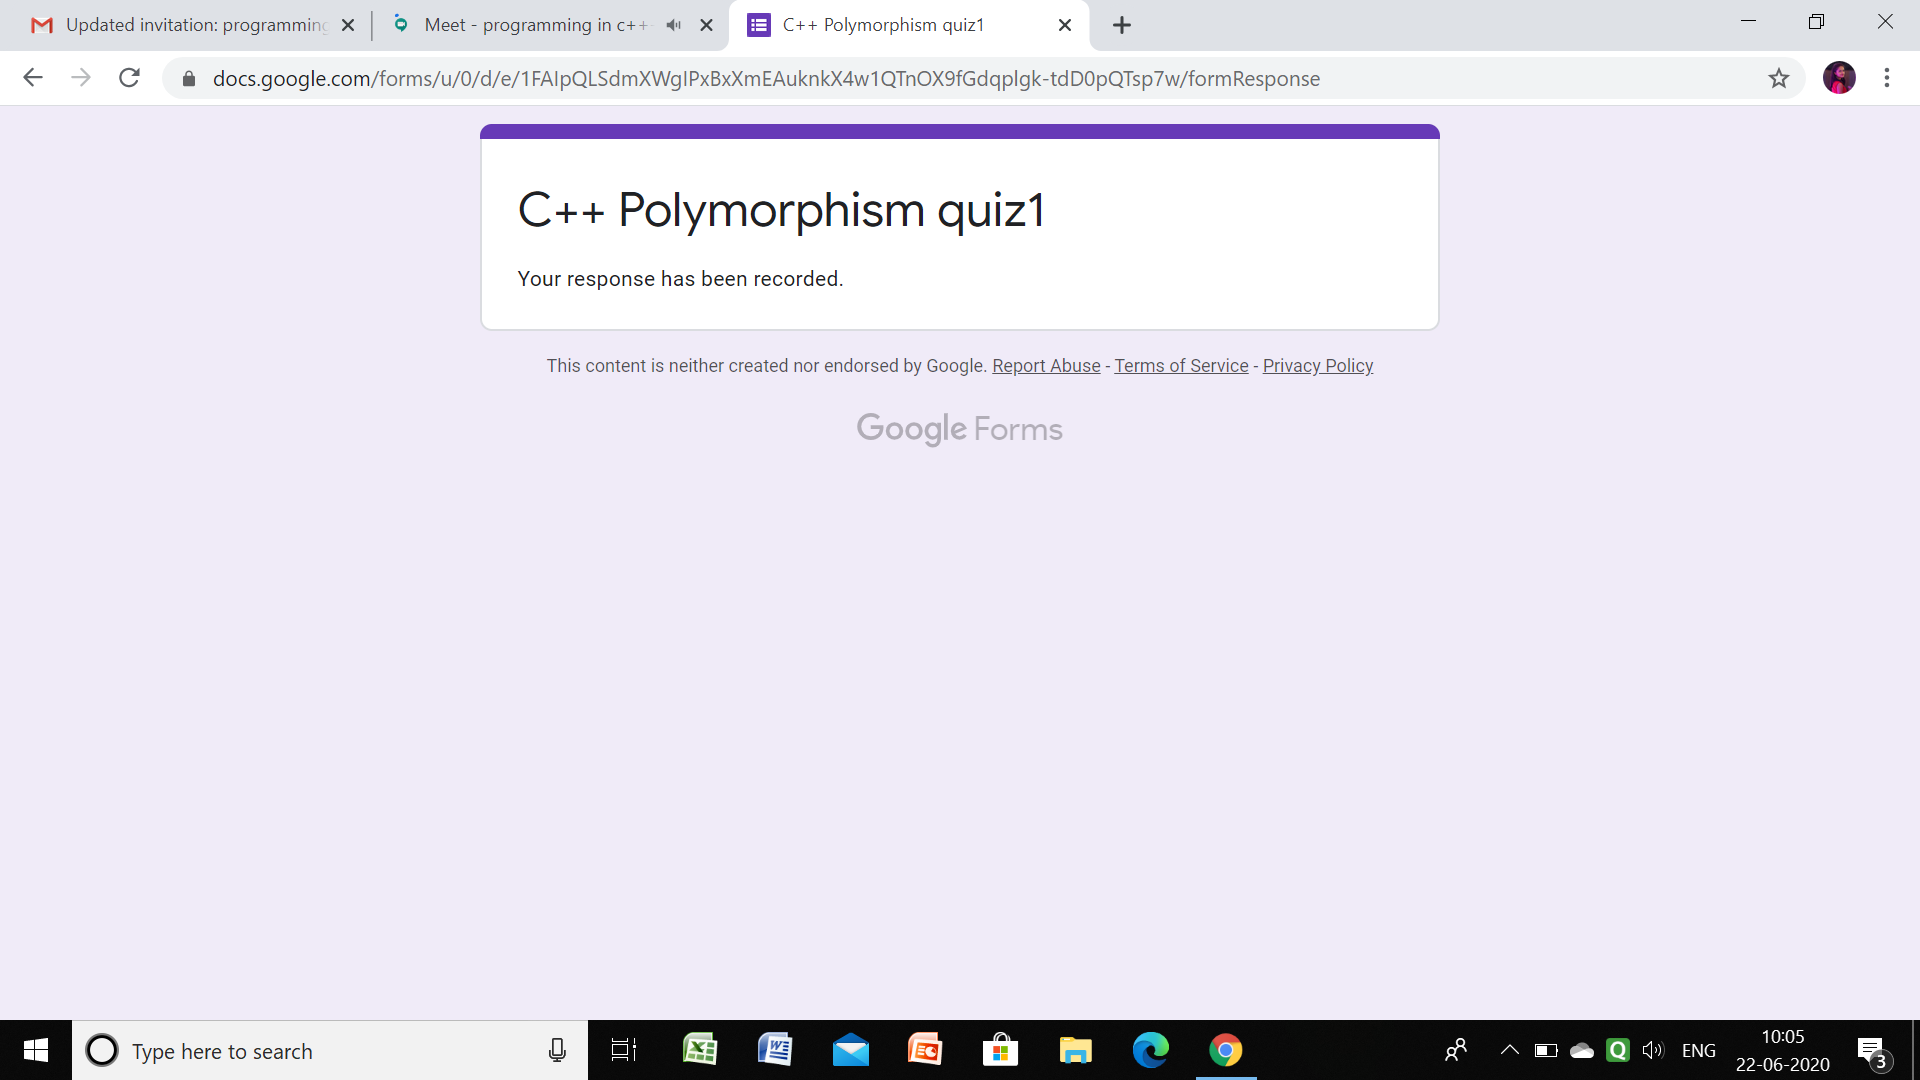 Updated invitation: programming
Meet - programming in c++
C++ Polymorphism quiz1
docs.google.com/forms/u/0/d/e/1FAIpQLSdmXWgIPxBxXmEAuknkX4w1QTnOX9fGdqplgk-tdD0pQTsp7w/formResponse
C++ Polymorphism quiz1
Your response has been recorded.
This content is neither created nor endorsed by Google. Report Abuse - Terms of Service - Privacy Policy
Google Forms
Type here to search
ENG
10:05
22-06-2020
3